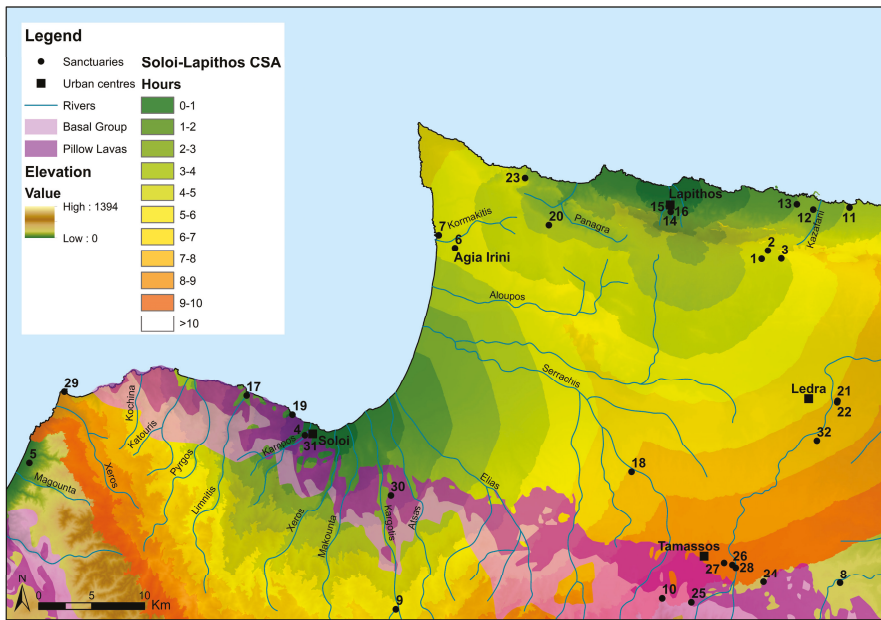 Legend
Sanctuaries
Urban centres
Rivers
Basal Group
Pillow Lavas
Elevation
Value
High : 1394
Low : 0
Soloi-Lapithos CSA
Hours
0-1
1-2
2-3
3-4
4-5
5-6
6-7
7-8
8-9
9-10
>10
23
Lapithos
15
16
14
13
12
11
Kazafani
20
Panagra
7
Kormakitis
6
Agia Irini
2
1
3
Aloupos
Serrachis
Ledra
21
22
32
29
17
19
Kochina
Katouris
4
31
Soloi
Kampos
5
Magounta
Xeros
Pyrgos
Limnitis
30
Elias
18
Xeros
Makounta
Kargotis
Atsas
Tamassos
27
26
28
24
8
25
10
9
N
0
5
10
Km